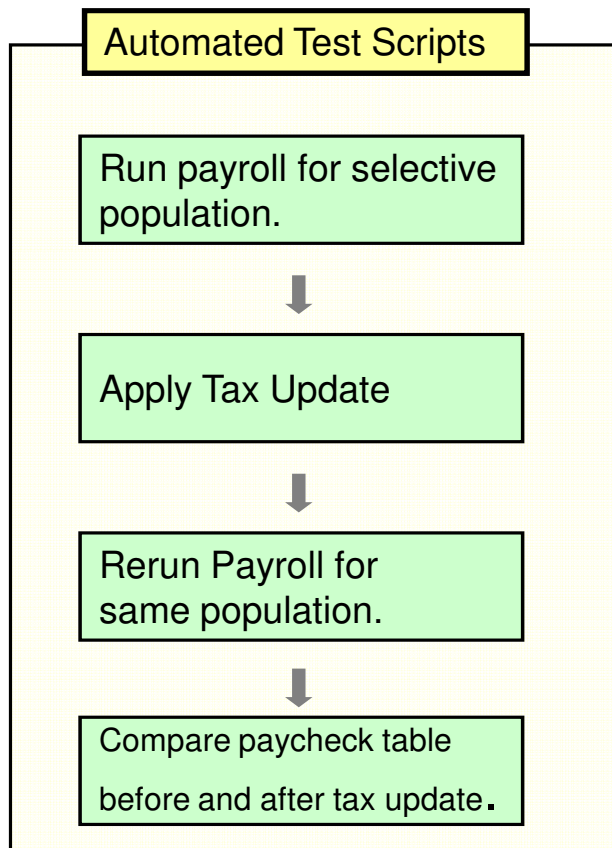 Automated Test Scripts
Run payroll for selective
population.
Apply Tax Update
Rerun Payroll for
same population.
Compare paycheck table
before and after tax update.